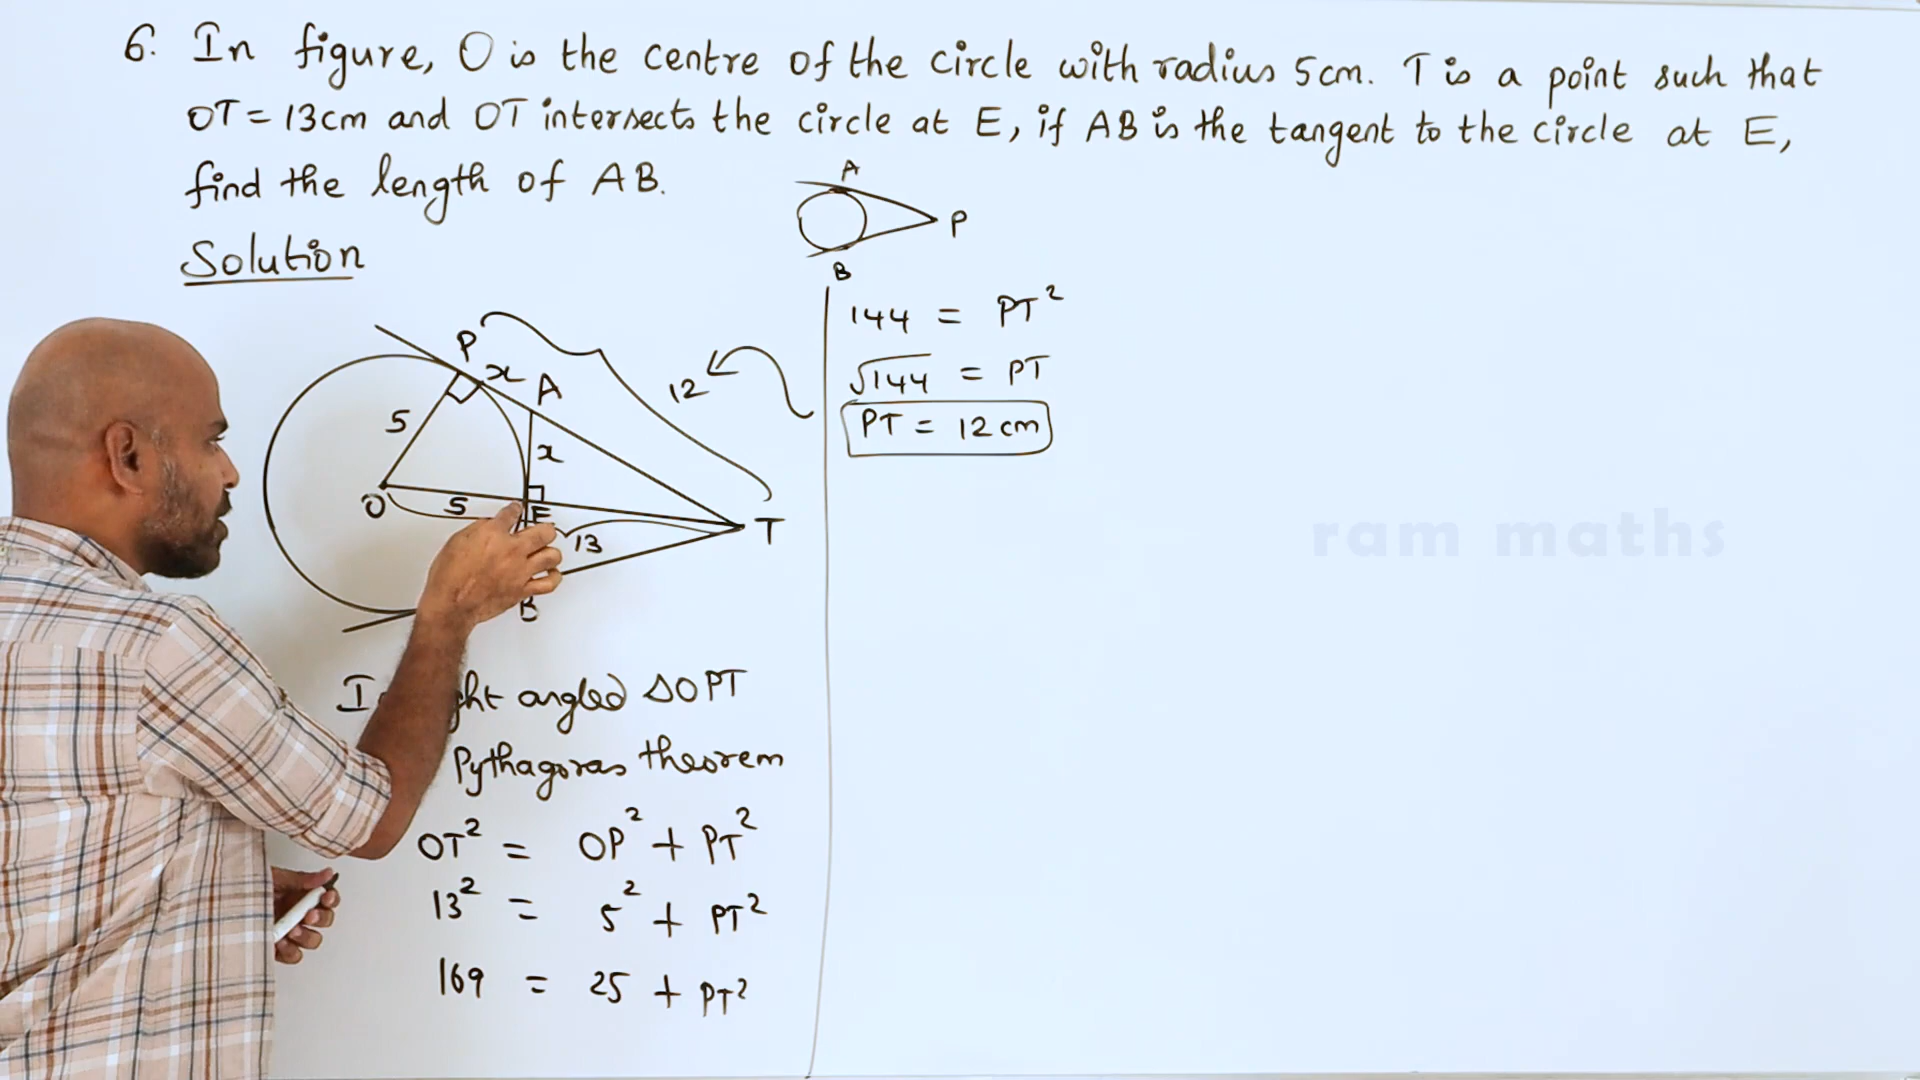 6. In figure, O is the centre of the circle with radius 5cm. T is a point such that
OT = 13cm and OT intersects the circle at E, if AB is the tangent to the circle at E,
find the length of AB.
Solution
A
P
B
P
x
A
5
x
O
5
E
13
T
B
12
angled ΔOPT
Pythagoras theorem
OT² = OP² + PT²
13² = 5² + PT²
169 = 25 + PT²
144 = PT²
√144 = PT
PT = 12 cm
ram maths